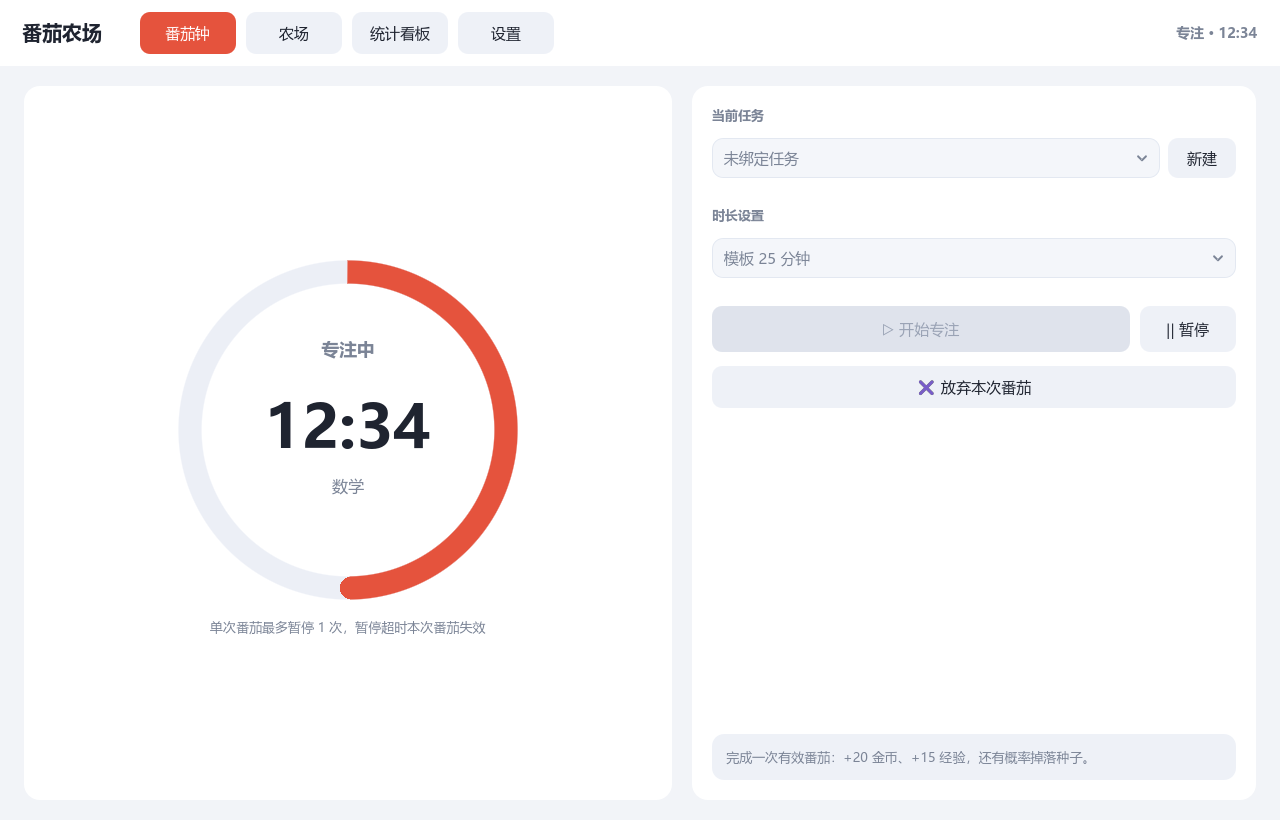 番茄农场
番茄钟
农场
统计看板
设置
专注 • 12:34
专注中
12:34
数学
单次番茄最多暂停 1 次，暂停超时本次番茄失效
当前任务
未绑定任务
新建
时长设置
模板 25 分钟
▷ 开始专注
|| 暂停
❌ 放弃本次番茄
完成一次有效番茄：+20 金币、+15 经验，还有概率掉落种子。